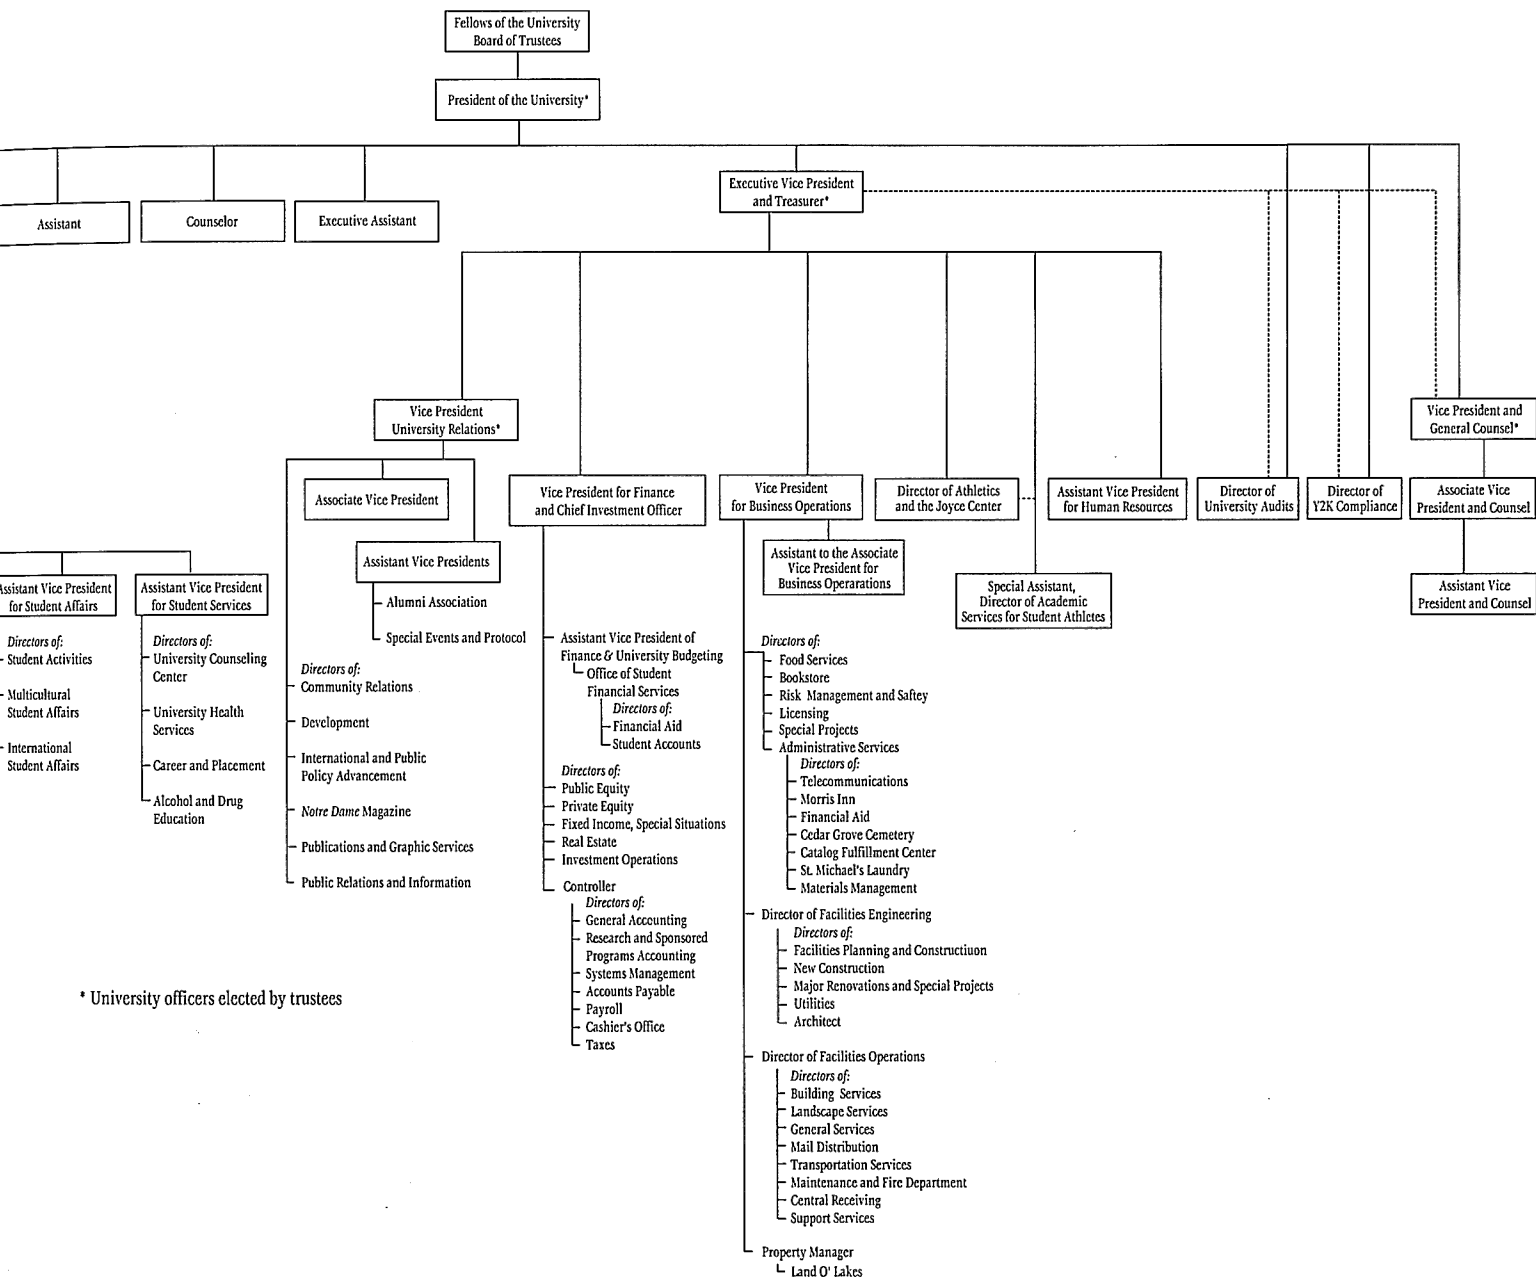 Fellows of the University
Board of Trustees
President of the University*
Assistant
Counselor
Executive Assistant
Executive Vice President
and Treasurer*
Vice President
University Relations*
Vice President and
General Counsel*
Associate Vice President
Vice President for Finance
and Chief Investment Officer
Vice President
for Business Operations
Director of Athletics
and the Joyce Center
Assistant Vice President
for Human Resources
Director of
University Audits
Director of
Y2K Compliance
Associate Vice
President and Counsel
Assistant Vice Presidents
Alumni Association
Special Events and Protocol
Assistant to the Associate
Vice President for
Business Operarations
Special Assistant,
Director of Academic
Services for Student Athletes
Assistant Vice
President and Counsel
Assistant Vice President
for Student Affairs
Directors of:
Student Activities
Multicultural
Student Affairs
International
Student Affairs
Assistant Vice President
for Student Services
Directors of:
University Counseling
Center
University Health
Services
Career and Placement
Alcohol and Drug
Education
Directors of:
Community Relations
Development
International and Public
Policy Advancement
Notre Dame Magazine
Publications and Graphic Services
Public Relations and Information
Assistant Vice President of
Finance & University Budgeting
Office of Student
Financial Services
Directors of:
Financial Aid
Student Accounts
Directors of:
Public Equity
Private Equity
Fixed Income, Special Situations
Real Estate
Investment Operations
Controller
Directors of:
General Accounting
Research and Sponsored
Programs Accounting
Systems Management
Accounts Payable
Payroll
Cashier's Office
Taxes
Directors of:
Food Services
Bookstore
Risk Management and Saftey
Licensing
Special Projects
Administrative Services
Directors of:
Telecommunications
Morris Inn
Financial Aid
Cedar Grove Cemetery
Catalog Fulfillment Center
St. Michael's Laundry
Materials Management
Director of Facilities Engineering
Directors of:
Facilities Planning and Constructiuon
New Construction
Major Renovations and Special Projects
Utilities
Architect
Director of Facilities Operations
Directors of:
Building Services
Landscape Services
General Services
Mail Distribution
Transportation Services
Maintenance and Fire Department
Central Receiving
Support Services
Property Manager
Land O' Lakes
* University officers elected by trustees